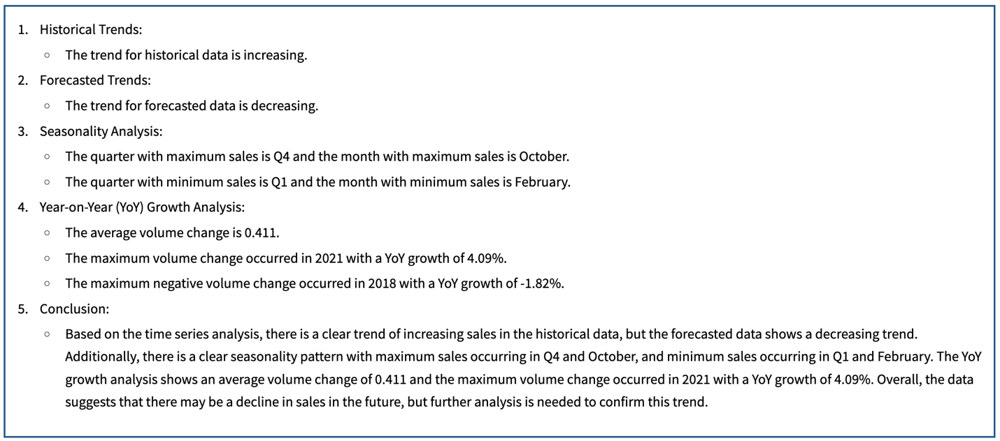 1. Historical Trends:
○ The trend for historical data is increasing.
2. Forecasted Trends:
○ The trend for forecasted data is decreasing.
3. Seasonality Analysis:
○ The quarter with maximum sales is Q4 and the month with maximum sales is October.
○ The quarter with minimum sales is Q1 and the month with minimum sales is February.
4. Year-on-Year (YoY) Growth Analysis:
○ The average volume change is 0.411.
○ The maximum volume change occurred in 2021 with a YoY growth of 4.09%.
○ The maximum negative volume change occurred in 2018 with a YoY growth of -1.82%.
5. Conclusion:
○ Based on the time series analysis, there is a clear trend of increasing sales in the historical data, but the forecasted data shows a decreasing trend.
Additionally, there is a clear seasonality pattern with maximum sales occurring in Q4 and October, and minimum sales occurring in Q1 and February. The YoY
growth analysis shows an average volume change of 0.411 and the maximum volume change occurred in 2021 with a YoY growth of 4.09%. Overall, the data
suggests that there may be a decline in sales in the future, but further analysis is needed to confirm this trend.